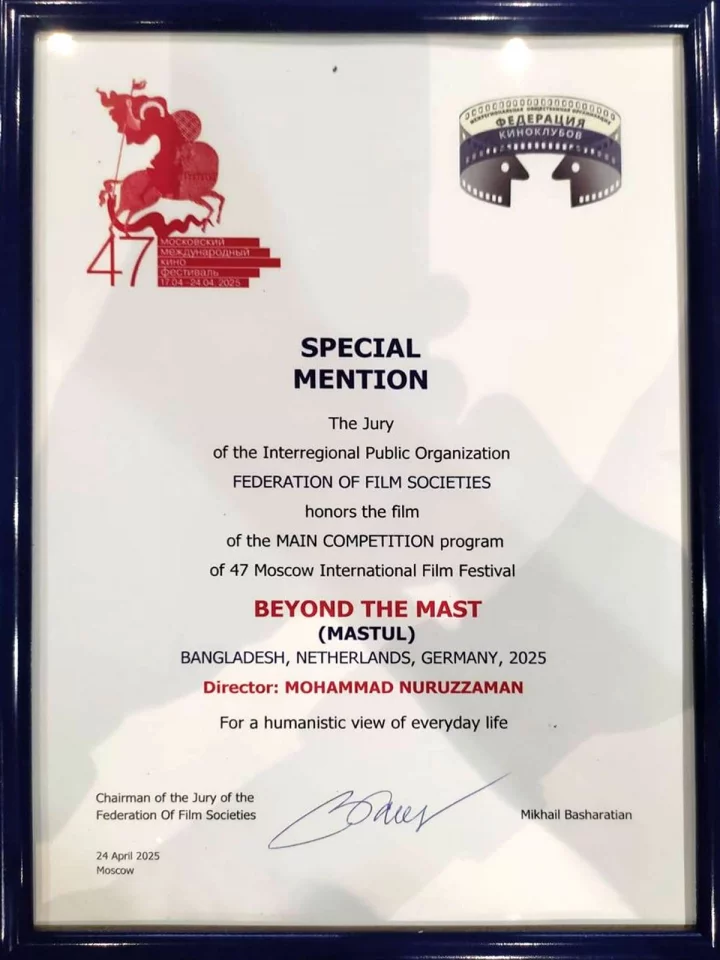 47
московский
международный
кино
фестиваль
17.04 -24.04. 2025
МЕЖРЕГИОНАЛЬНАЯ ОБЩЕСТВЕННАЯ ОРГАНИЗАЦИЯ
ФЕДЕРАЦИЯ
КИНОКЛУБОВ
SPECIAL
MENTION
The Jury
of the Interregional Public Organization
FEDERATION OF FILM SOCIETIES
honors the film
of the MAIN COMPETITION program
of 47 Moscow International Film Festival
BEYOND THE MAST
(MASTUL)
BANGLADESH, NETHERLANDS, GERMANY, 2025
Director: MOHAMMAD NURUZZAMAN
For a humanistic view of everyday life
Chairman of the Jury of the
Federation Of Film Societies
Mikhail Basharatian
24 April 2025
Moscow